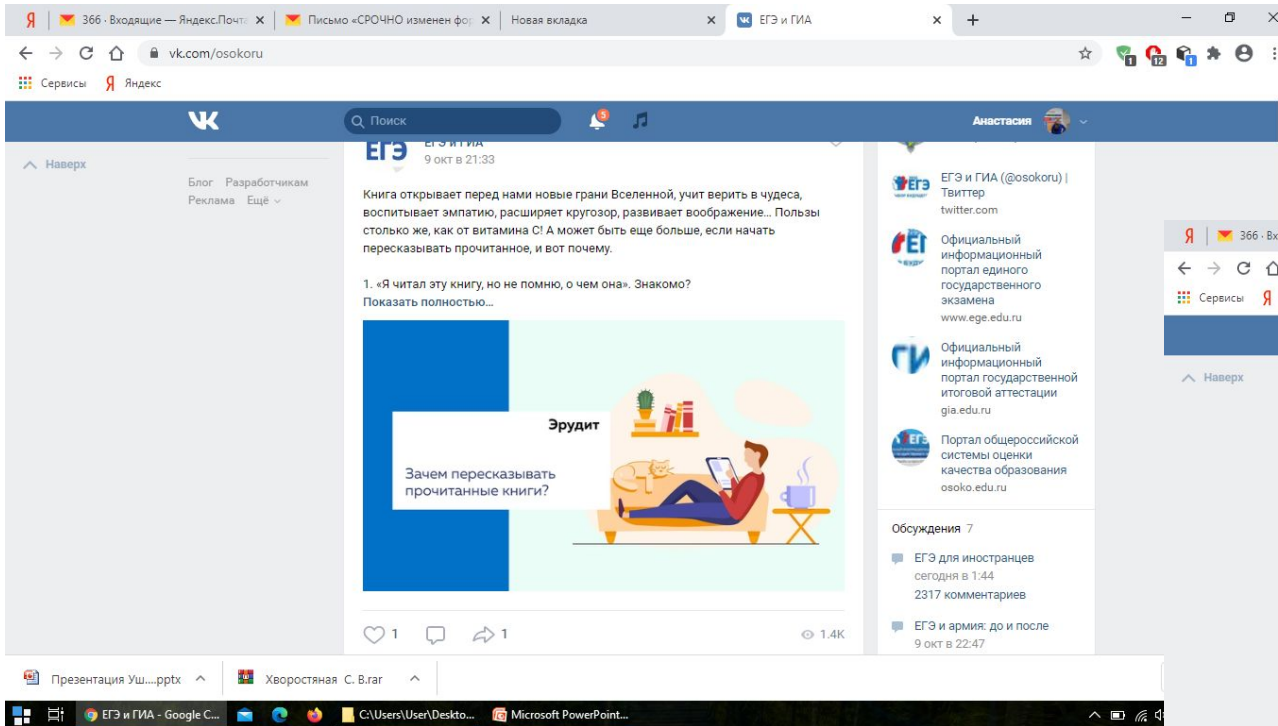 366 · Входящие — Яндекс.Почта
Письмо «СРОЧНО изменен фор
Новая вкладка
ЕГЭ и ГИА
vk.com/osokoru
1
12
1
Сервисы
Яндекс
Поиск
5
Анастасия
Наверх
Блог Разработчикам
Реклама Ещё
ЕГЭ
ЕГЭ и ГИА
9 окт в 21:33
Книга открывает перед нами новые грани Вселенной, учит верить в чудеса,
воспитывает эмпатию, расширяет кругозор, развивает воображение... Пользы
столько же, как от витамина С! А может быть еще больше, если начать
пересказывать прочитанное, и вот почему.
1. «Я читал эту книгу, но не помню, о чем она». Знакомо?
Показать полностью...
Эрудит
Зачем пересказывать
прочитанные книги?
1
1
1.4K
ЕГЭ и ГИА (@osokoru) |
Твиттер
twitter.com
Официальный
информационный
портал единого
государственного
экзамена
www.ege.edu.ru
Официальный
информационный
портал государственной
итоговой аттестации
gia.edu.ru
Портал общероссийской
системы оценки
качества образования
osoko.edu.ru
Обсуждения 7
ЕГЭ для иностранцев
сегодня в 1:44
2317 комментариев
ЕГЭ и армия: до и после
9 окт в 22:47
Я
366 · Вх
Сервисы
Я
Наверх
Презентация Уш....pptx
Хворостяная С. В.rar
ЕГЭ и ГИА - Google C...
C:\Users\User\Deskto...
Microsoft PowerPoint...